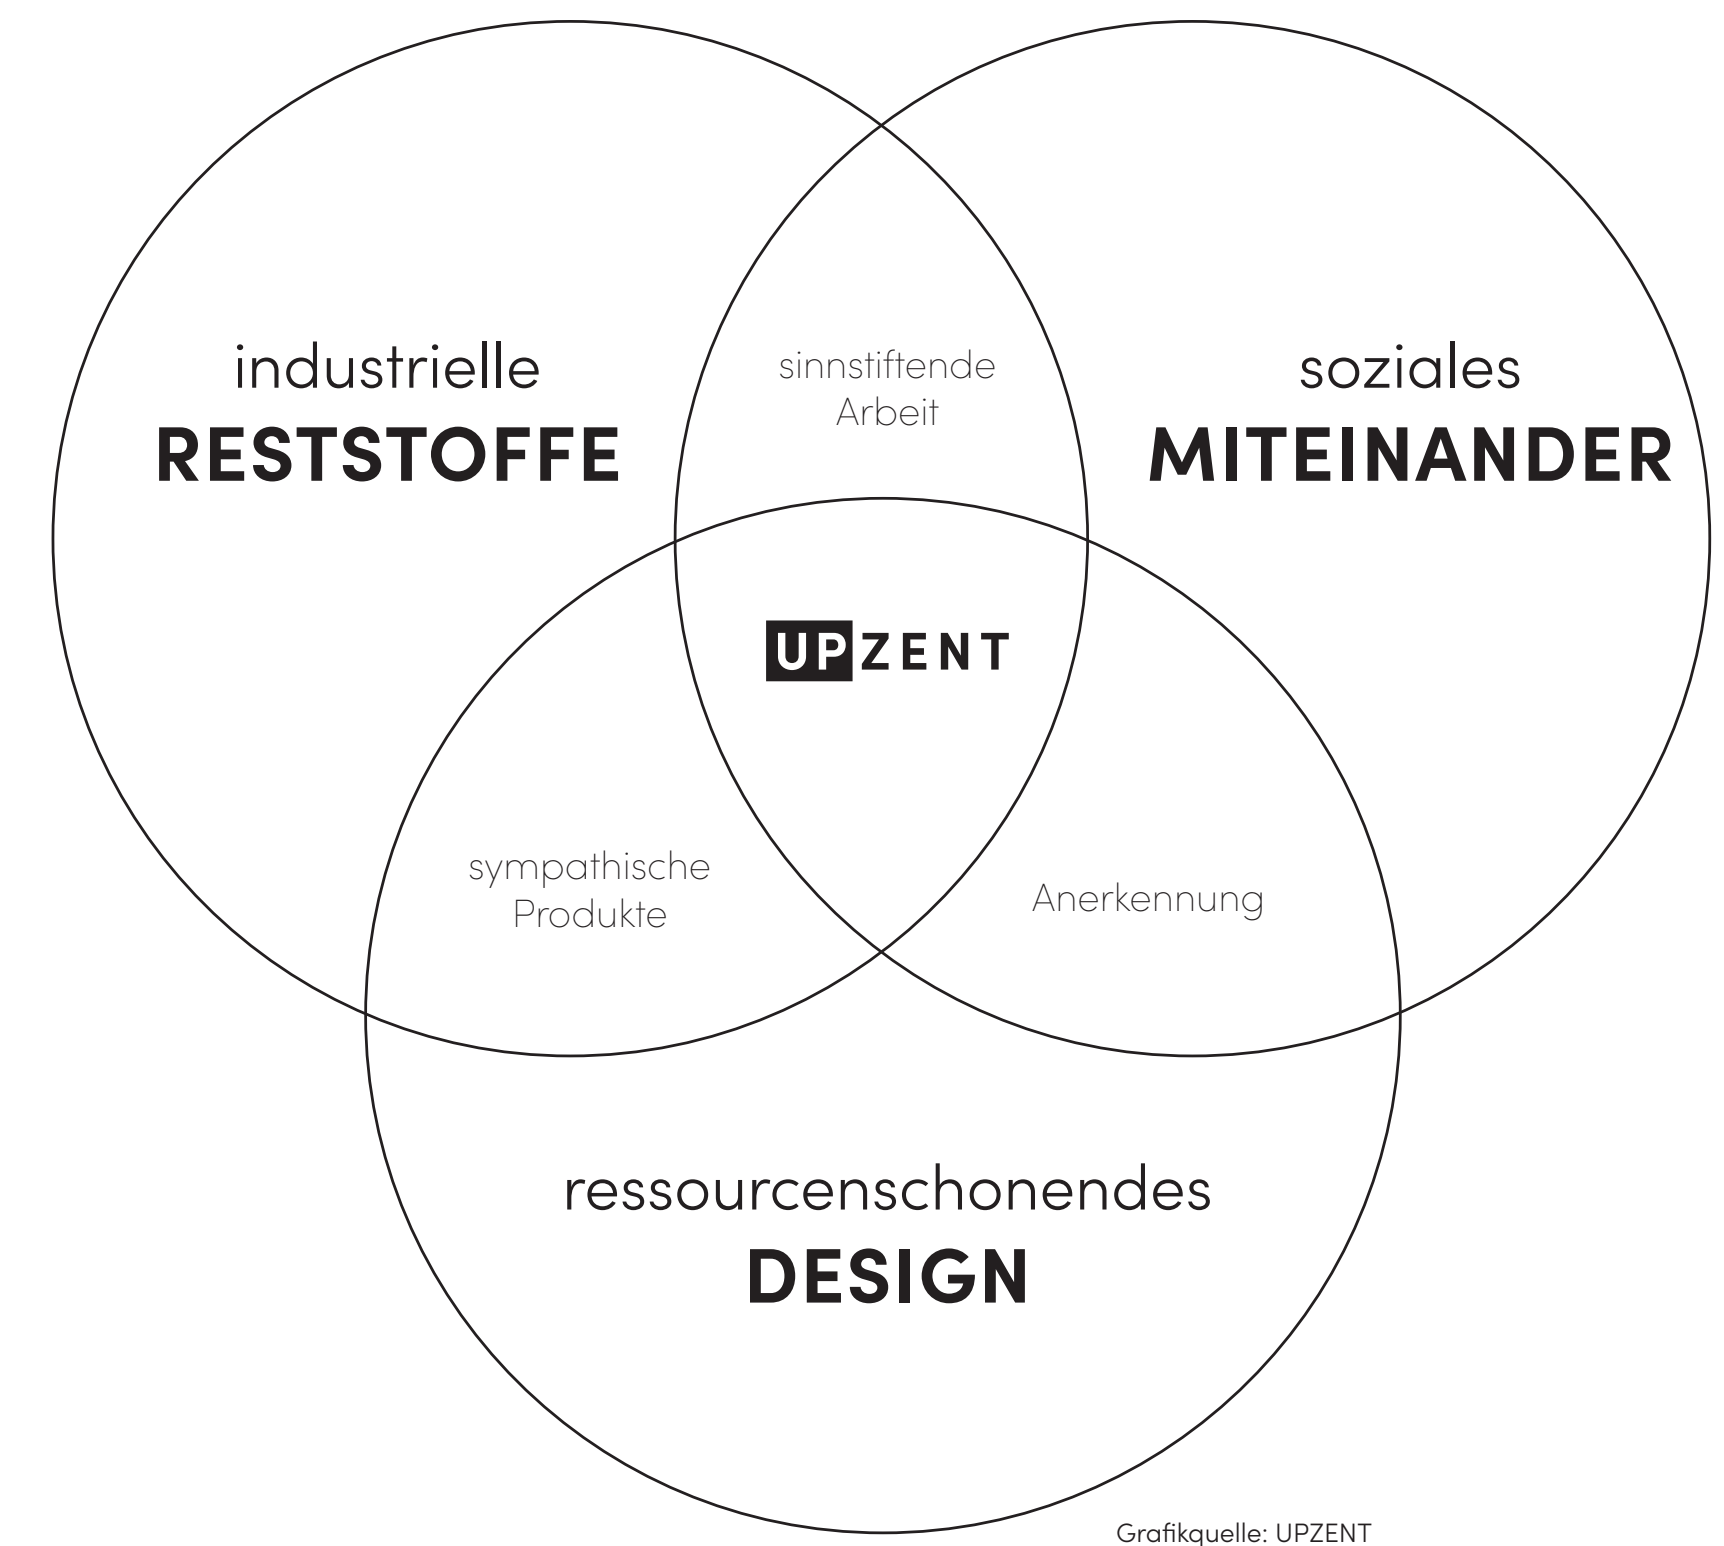 industrielle
RESTSTOFFE
sinnstiftende
Arbeit
soziales
MITEINANDER
UPZENT
sympathische
Produkte
Anerkennung
ressourcenschonendes
DESIGN
Grafikquelle: UPZENT